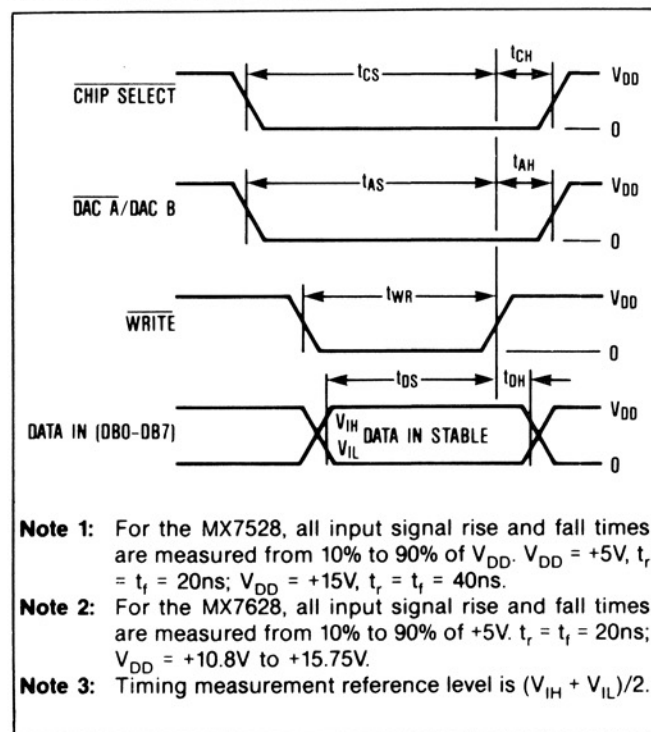 CHIP SELECT
tCS
tCH
VDD
0
DAC A/DAC B
tAS
tAH
VDD
0
WRITE
tWR
VDD
0
DATA IN (DB0-DB7)
tDS
tDH
VIH
VIL
DATA IN STABLE
VDD
0
Note 1: For the MX7528, all input signal rise and fall times
are measured from 10% to 90% of VDD. VDD = +5V, tr
= tf = 20ns; VDD = +15V, tr = tf = 40ns.
Note 2: For the MX7628, all input signal rise and fall times
are measured from 10% to 90% of +5V. tr = tf = 20ns;
VDD = +10.8V to +15.75V.
Note 3: Timing measurement reference level is (VIH + VIL)/2.